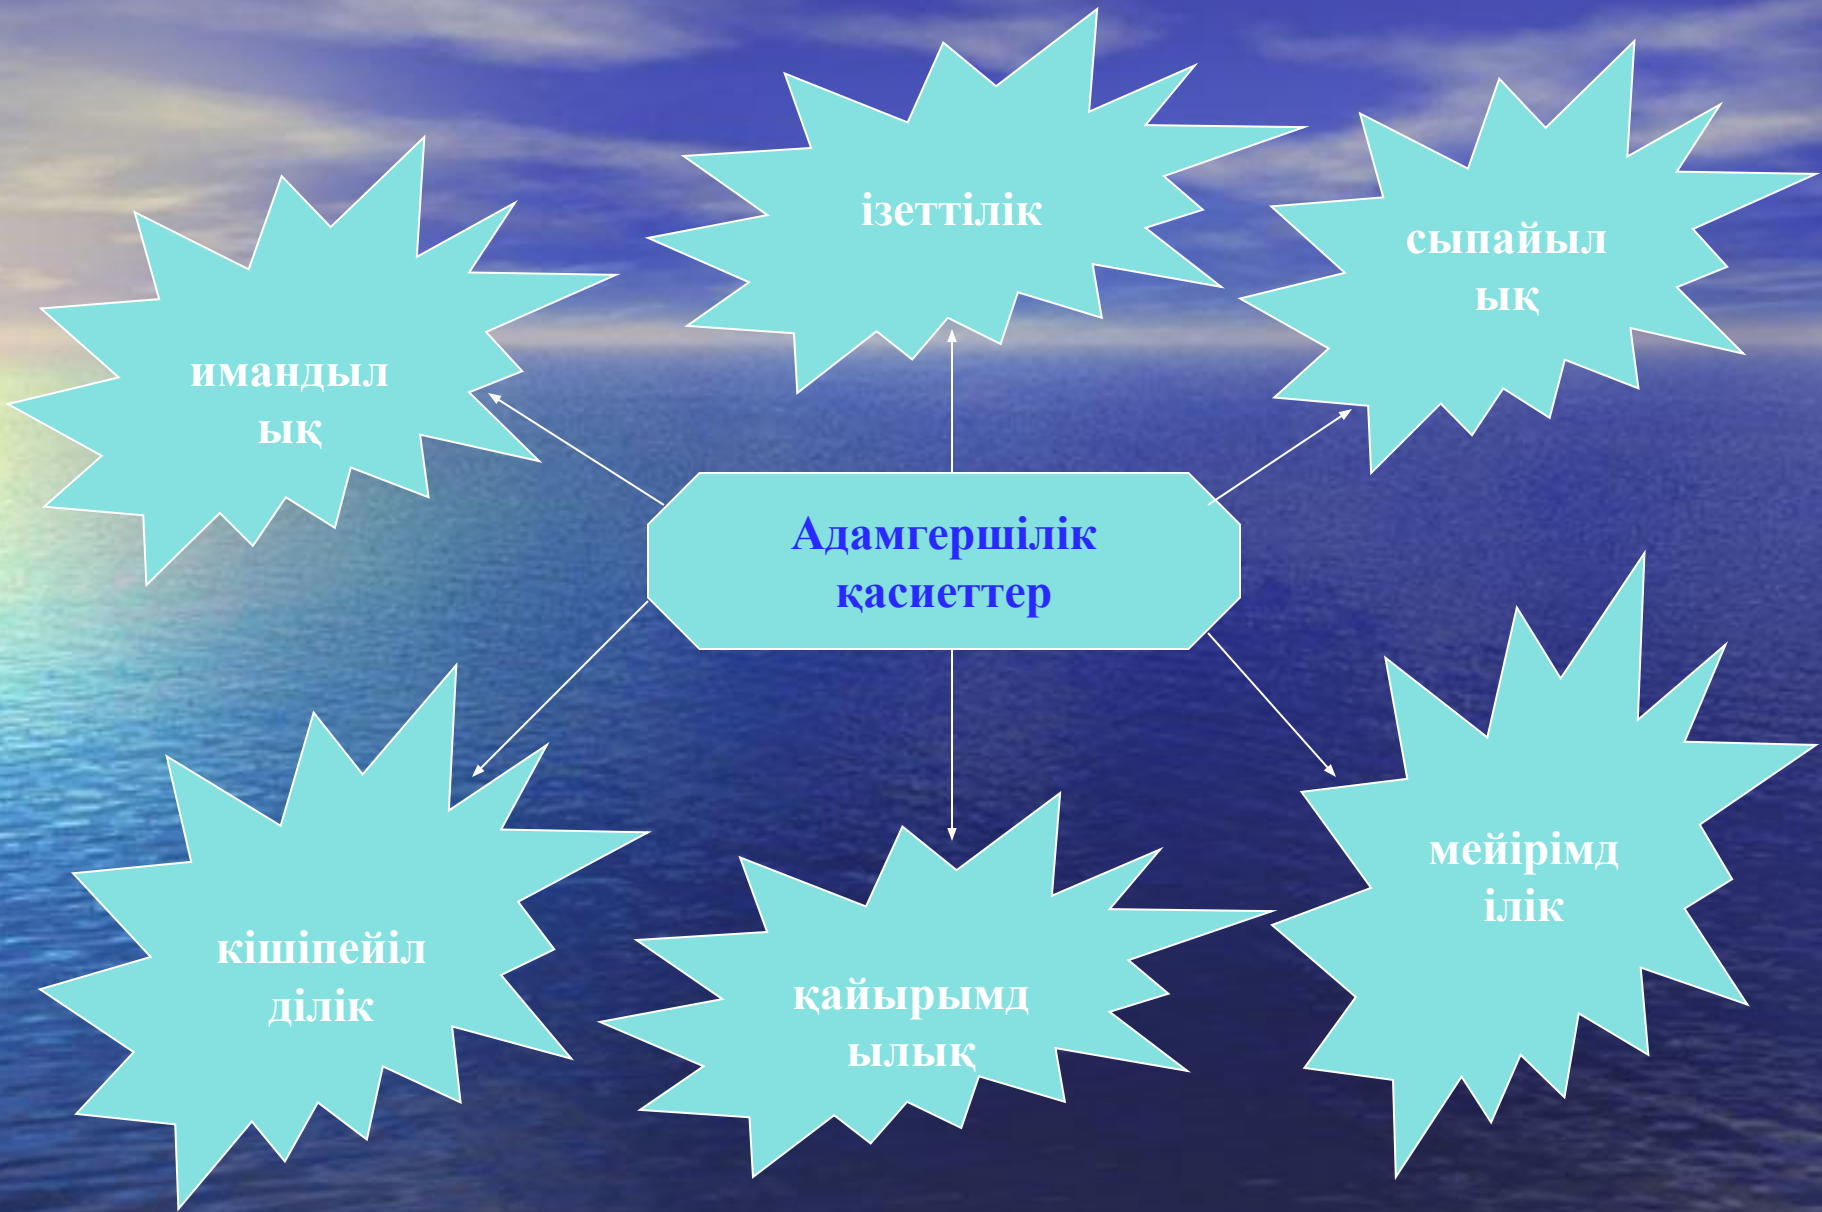 ізеттілік
сыпайыл
ық
имандыл
ық
Адамгершілік
қасиеттер
мейірімд
ілік
кішіпейіл
ділік
қайырымд
ылық